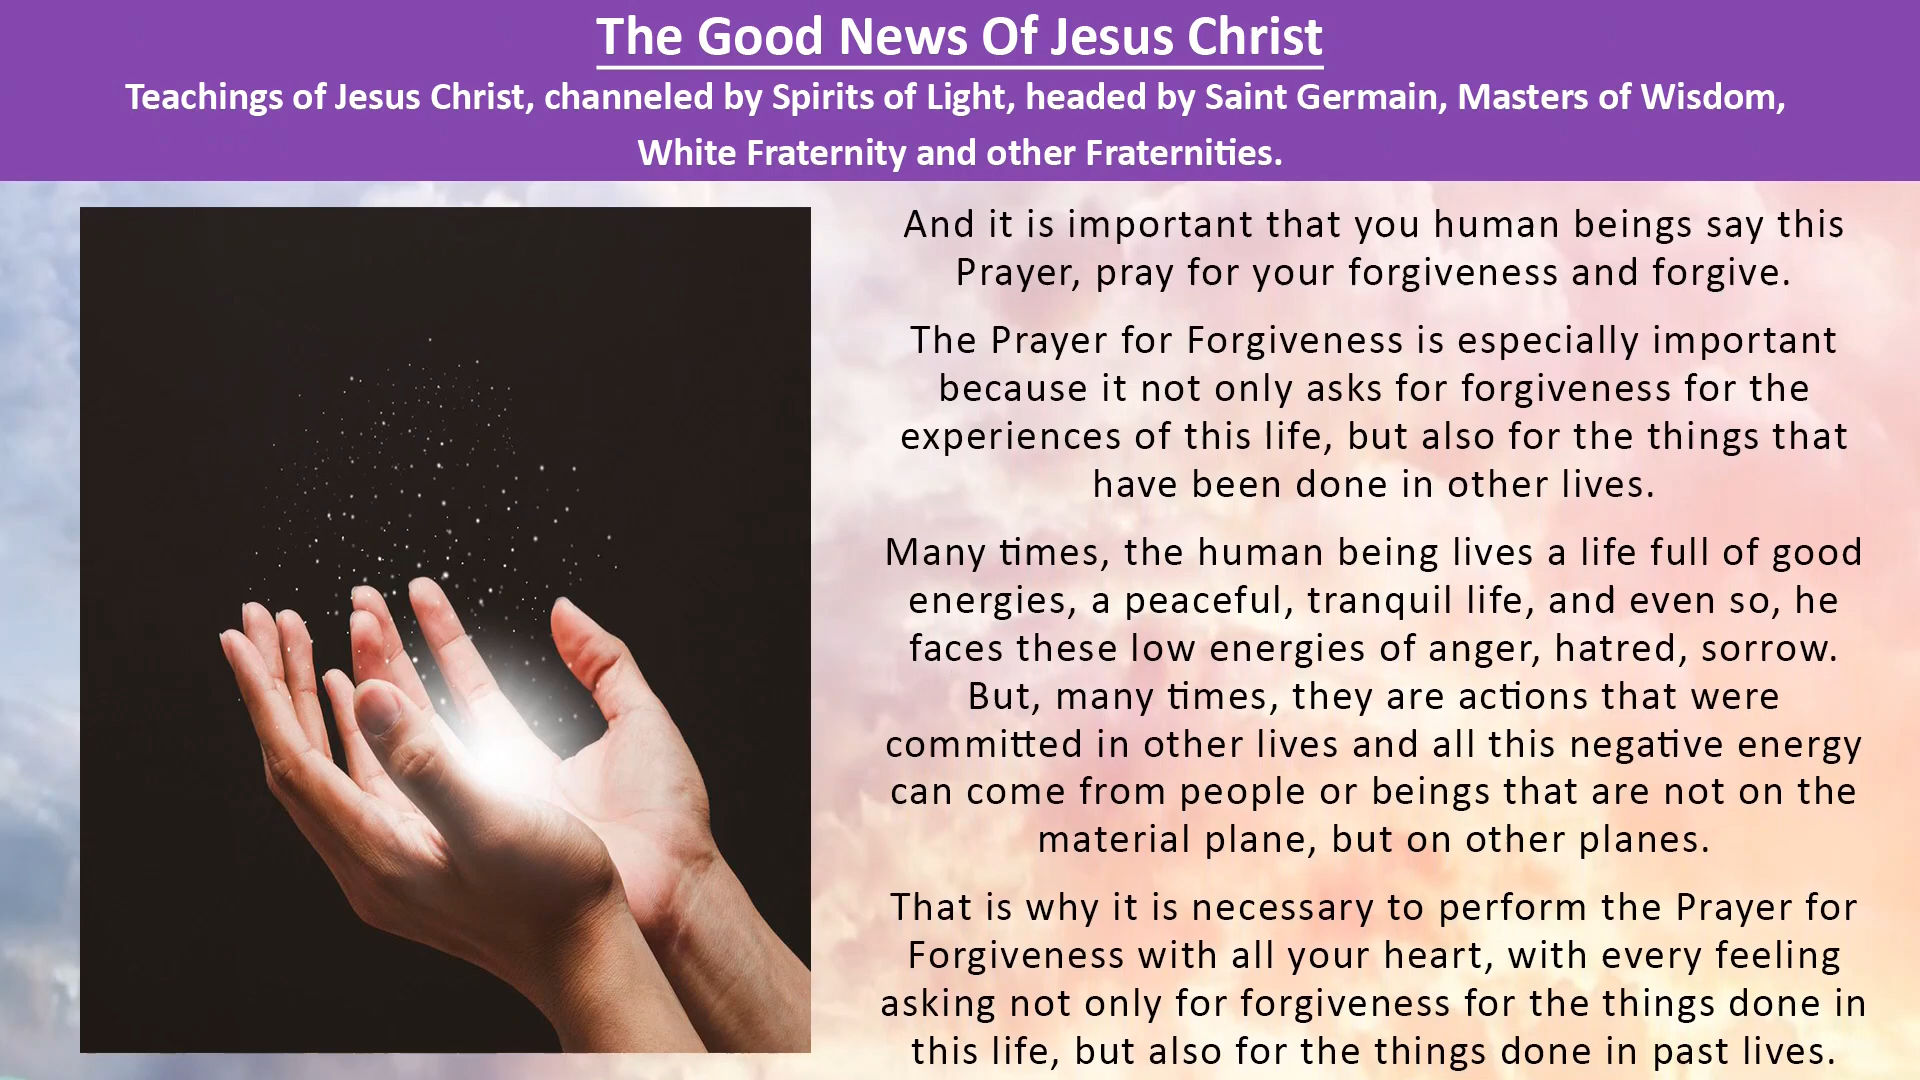 The Good News Of Jesus Christ
Teachings of Jesus Christ, channeled by Spirits of Light, headed by Saint Germain, Masters of Wisdom,
White Fraternity and other Fraternities.
And it is important that you human beings say this
Prayer, pray for your forgiveness and forgive.
The Prayer for Forgiveness is especially important
because it not only asks for forgiveness for the
experiences of this life, but also for the things that
have been done in other lives.
Many times, the human being lives a life full of good
energies, a peaceful, tranquil life, and even so, he
faces these low energies of anger, hatred, sorrow.
But, many times, they are actions that were
committed in other lives and all this negative energy
can come from people or beings that are not on the
material plane, but on other planes.
That is why it is necessary to perform the Prayer for
Forgiveness with all your heart, with every feeling
asking not only for forgiveness for the things done in
this life, but also for the things done in past lives.